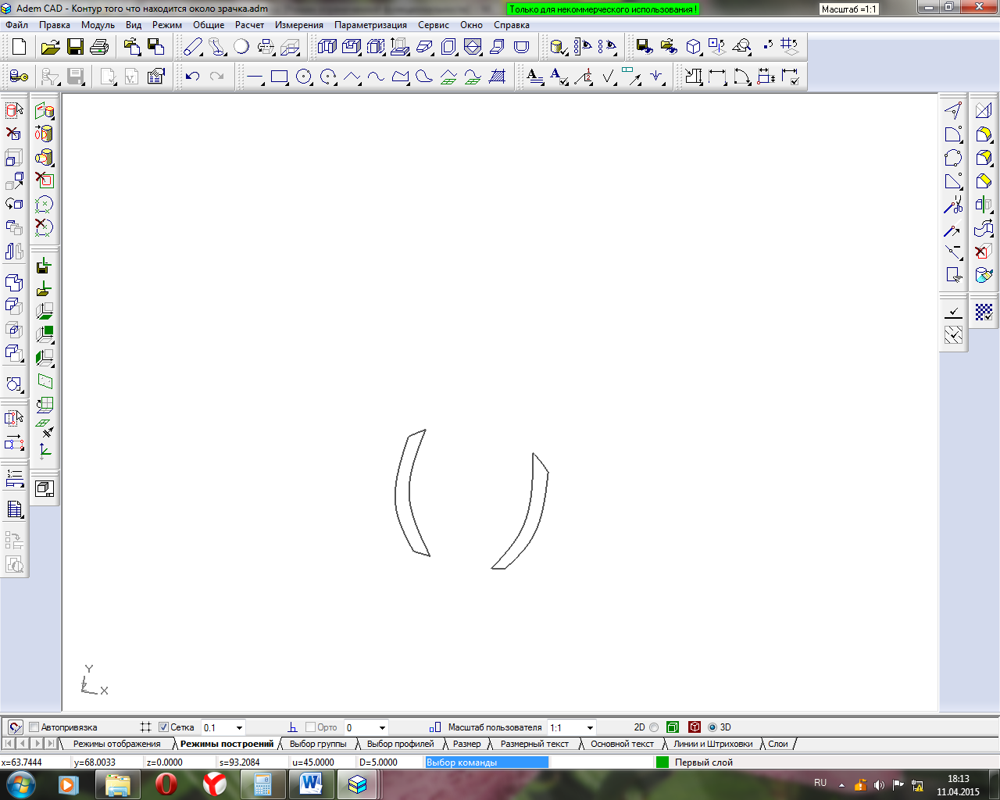 Adem CAD - Контур того что находится около зрачка.adm
Только для некоммерческого использования !
Масштаб =1:1
Файл Правка Модуль Вид Режим Общие Расчет Измерения Параметризация Сервис Окно Справка
Y
Z
X
Автопривязка Сетка 0.1 Орто 0 Масштаб пользователя 1:1 2D 3D
Режимы отображения Режимы построений Выбор группы Выбор профилей Размер Размерный текст Основной текст Линии и Штриховки Слои
x=63.7444 y=68.0033 z=0.0000 s=93.2084 u=45.0000 D=5.0000 Выбор команды Первый слой
RU 18:13
11.04.2015